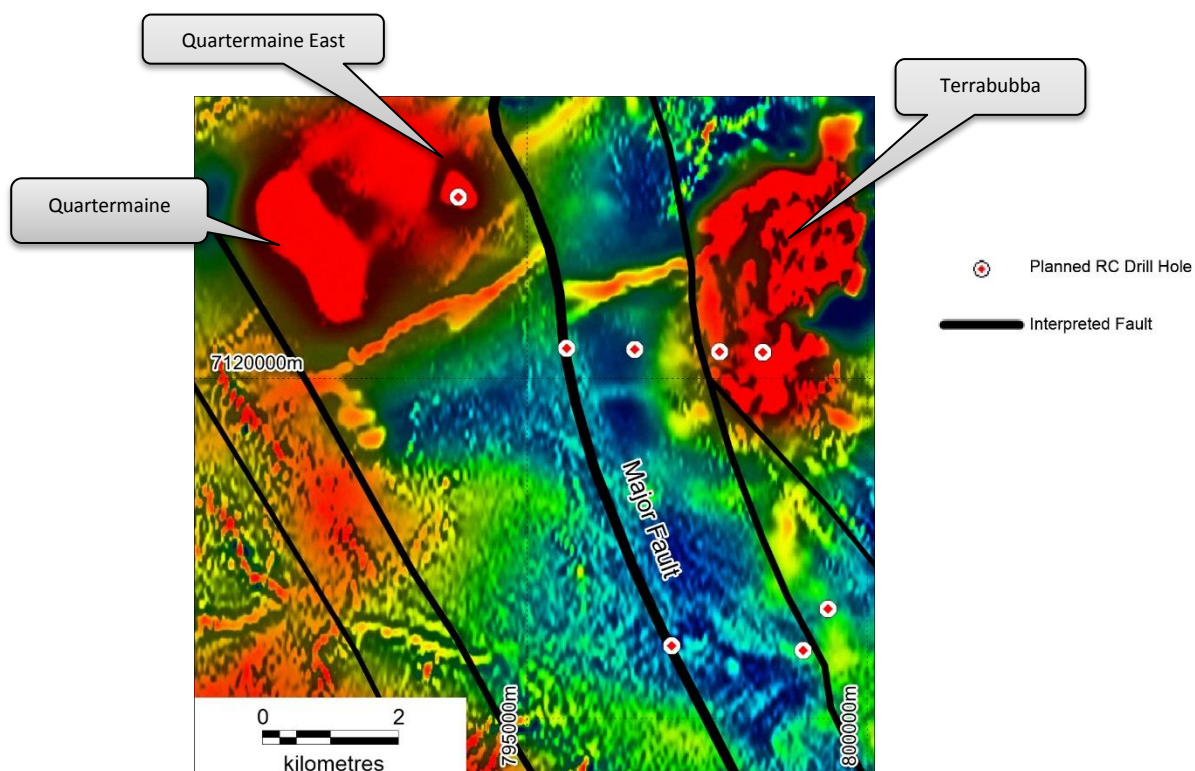 Quartermaine East
Terrabubba
Quartermaine
Planned RC Drill Hole
Interpreted Fault
7120000m
Major Fault
795000m
800000m
0 2
kilometres